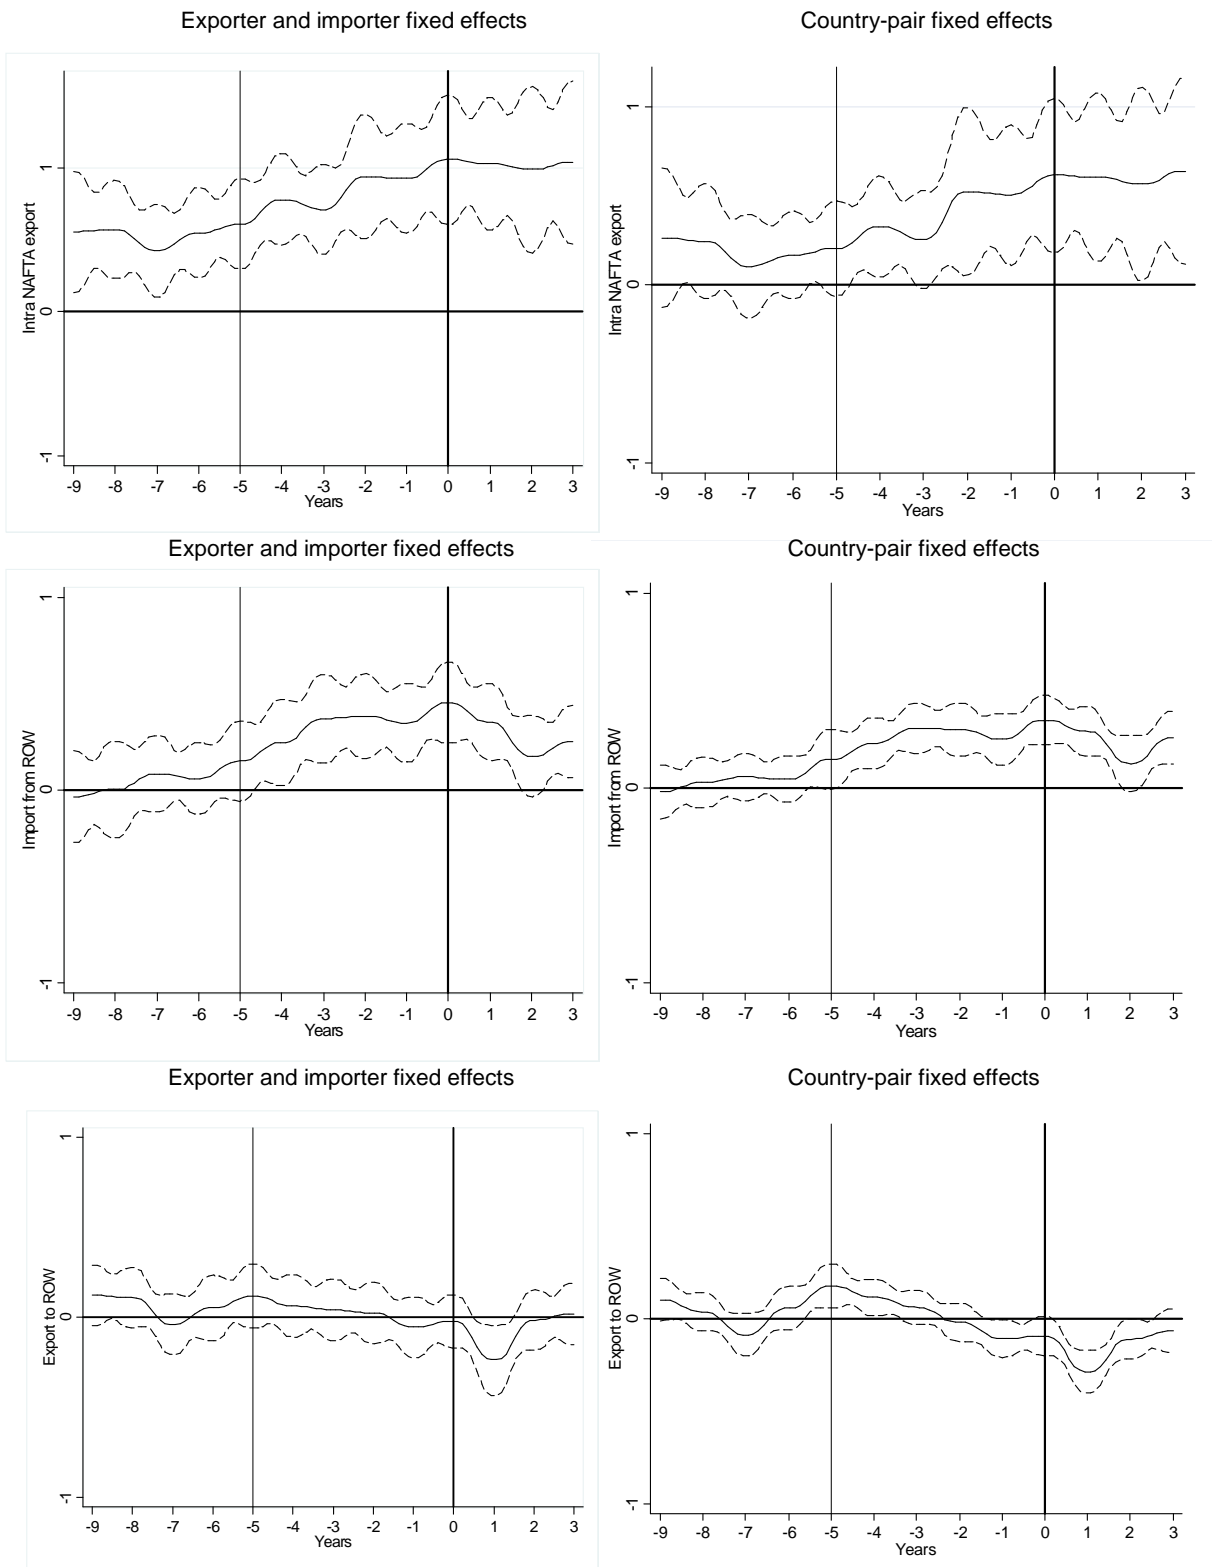 Exporter and importer fixed effects
Country-pair fixed effects
Intra NAFTA export
1
0
-1
-9 -8 -7 -6 -5 -4 -3 -2 -1 0 1 2 3
Years
Intra NAFTA export
1
0
-1
-9 -8 -7 -6 -5 -4 -3 -2 -1 0 1 2 3
Years
Exporter and importer fixed effects
Country-pair fixed effects
Import from ROW
1
0
-1
-9 -8 -7 -6 -5 -4 -3 -2 -1 0 1 2 3
Years
Import from ROW
1
0
-1
-9 -8 -7 -6 -5 -4 -3 -2 -1 0 1 2 3
Years
Exporter and importer fixed effects
Country-pair fixed effects
Export to ROW
1
0
-1
-9 -8 -7 -6 -5 -4 -3 -2 -1 0 1 2 3
Years
Export to ROW
1
0
-1
-9 -8 -7 -6 -5 -4 -3 -2 -1 0 1 2 3
Years